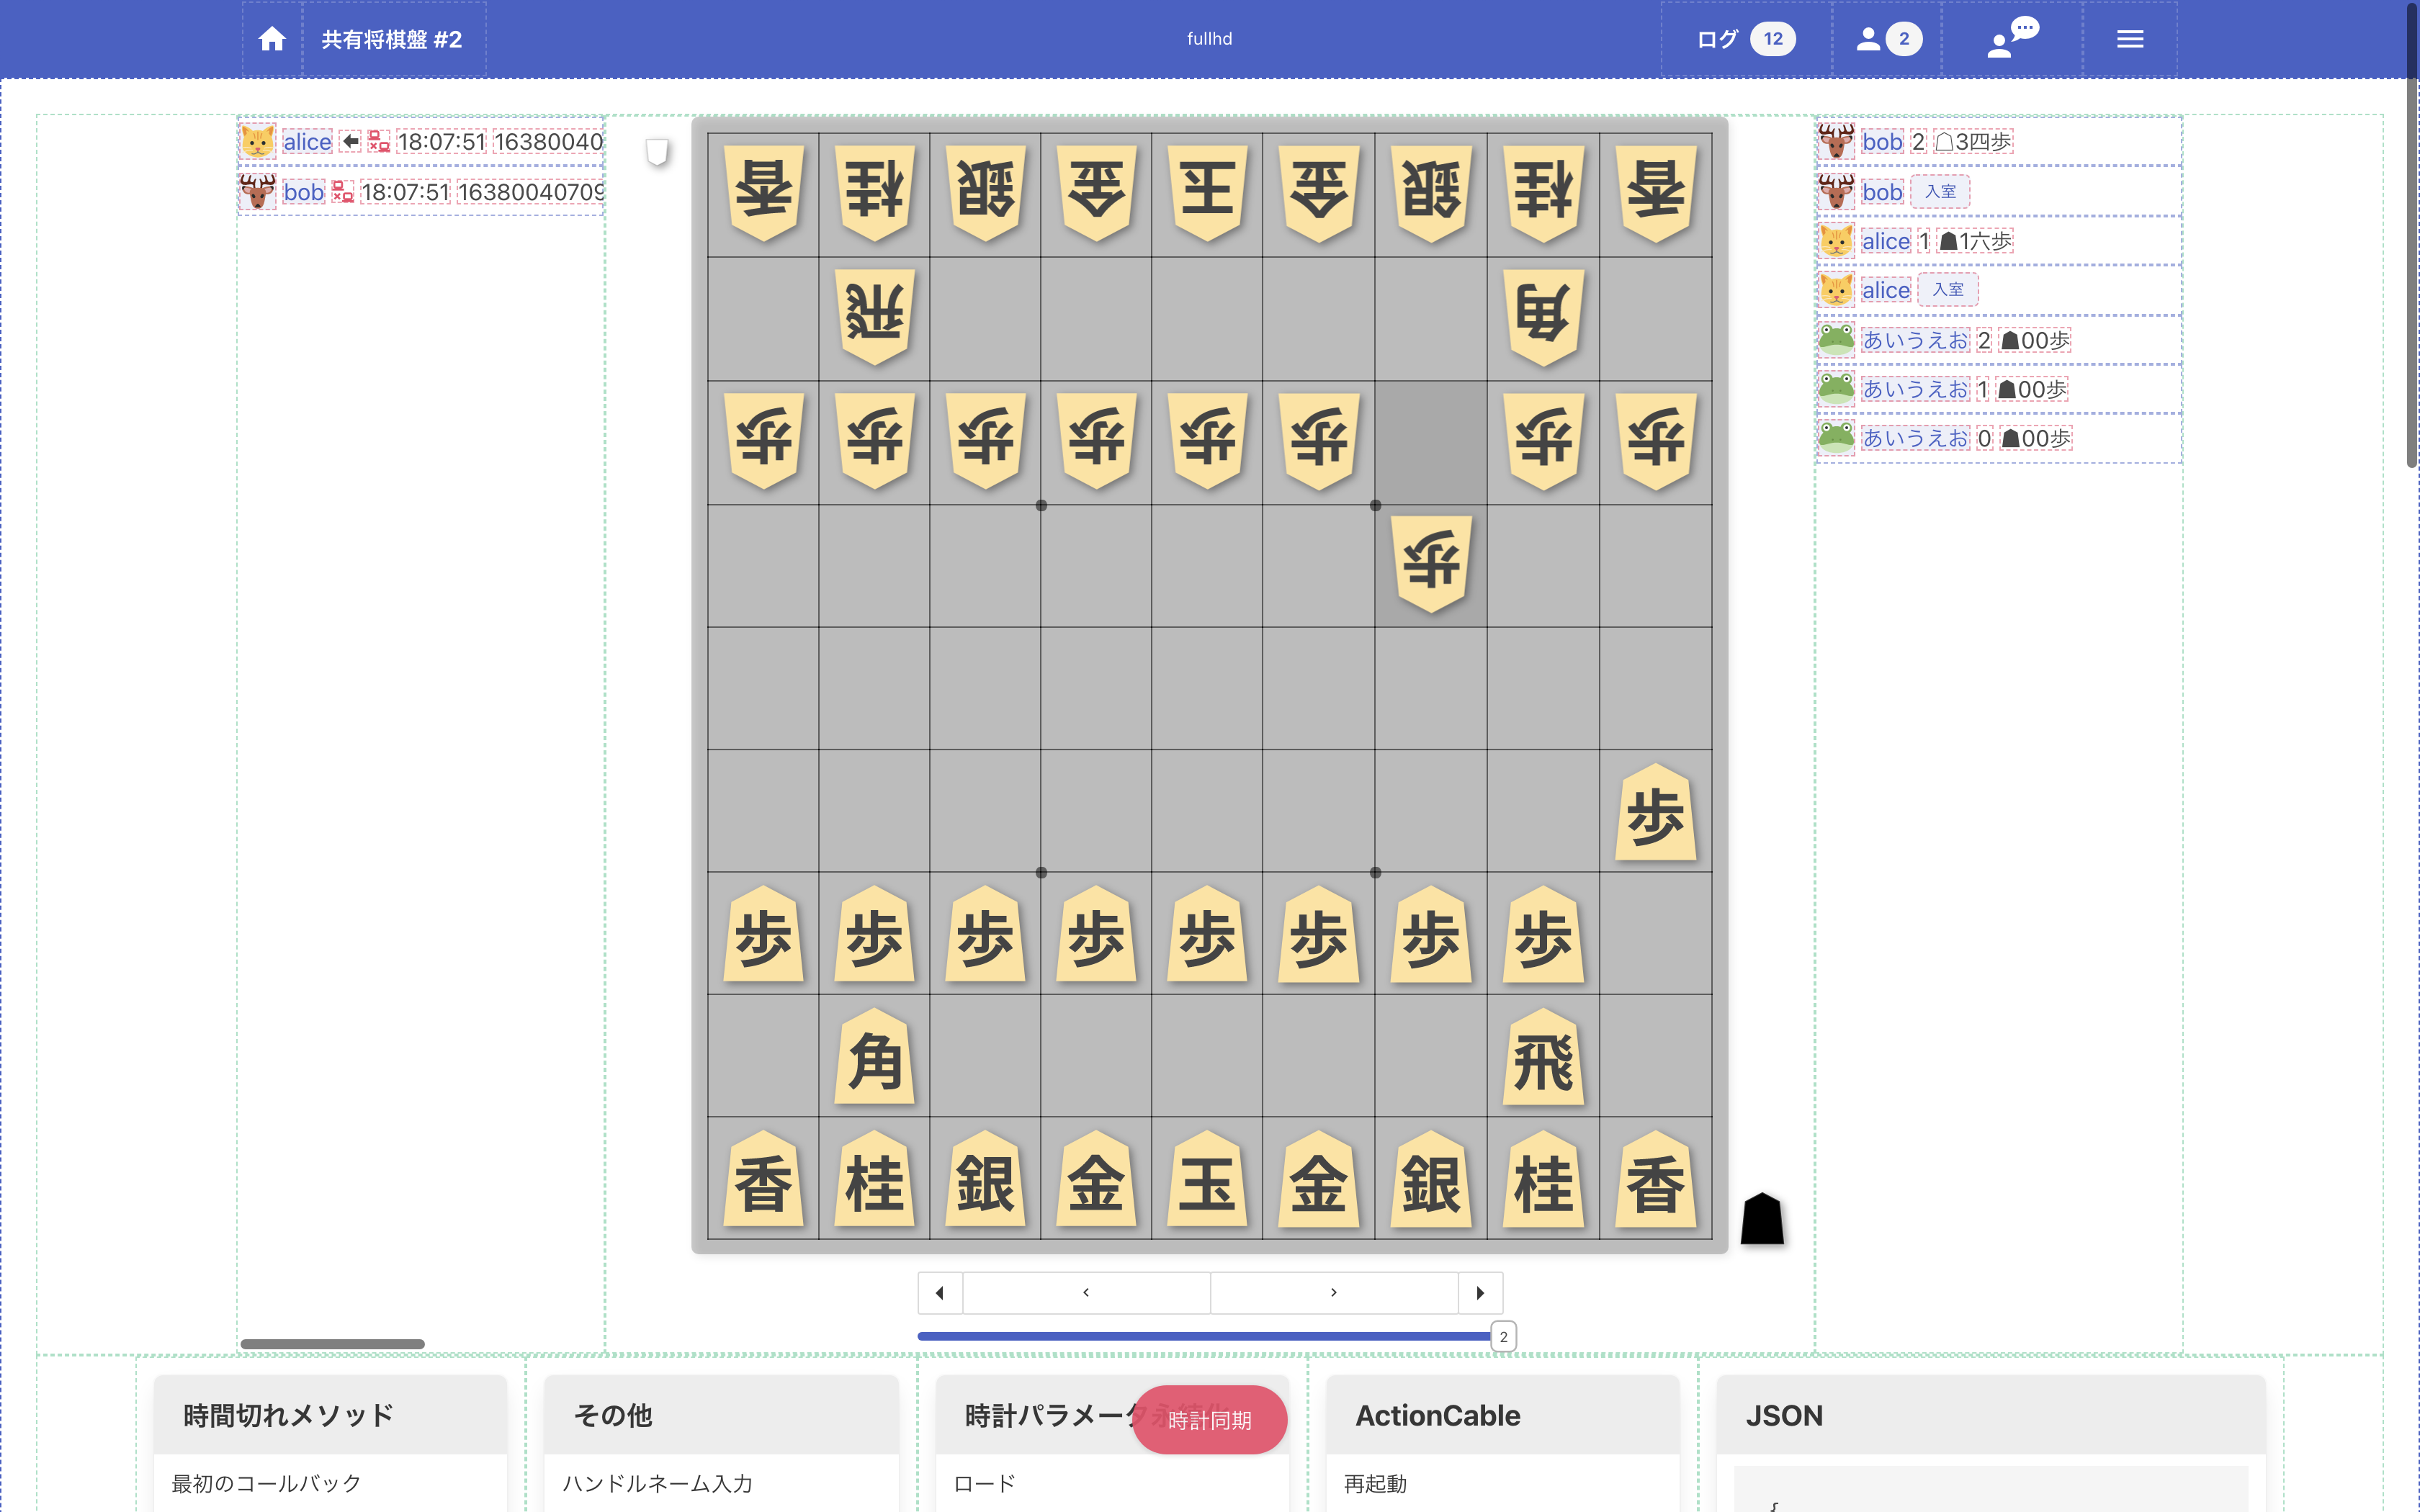 共有将棋盤 #2
fullhd
ログ 12
2
alice 18:07:51 16380040
bob 18:07:51 16380040709
香 桂 銀 金 玉 金 銀 桂 香
飛 角
歩 歩 歩 歩 歩 歩 歩 歩
歩
歩
歩 歩 歩 歩 歩 歩 歩 歩
角 飛
香 桂 銀 金 玉 金 銀 桂 香
2
bob 2 ☖3四歩
bob 入室
alice 1 ☗1六歩
alice 入室
あいうえお 2 ☗00歩
あいうえお 1 ☗00歩
あいうえお 0 ☗00歩
時間切れメソッド
最初のコールバック
その他
ハンドルネーム入力
時計パラメータ
時計同期
ロード
ActionCable
再起動
JSON
{